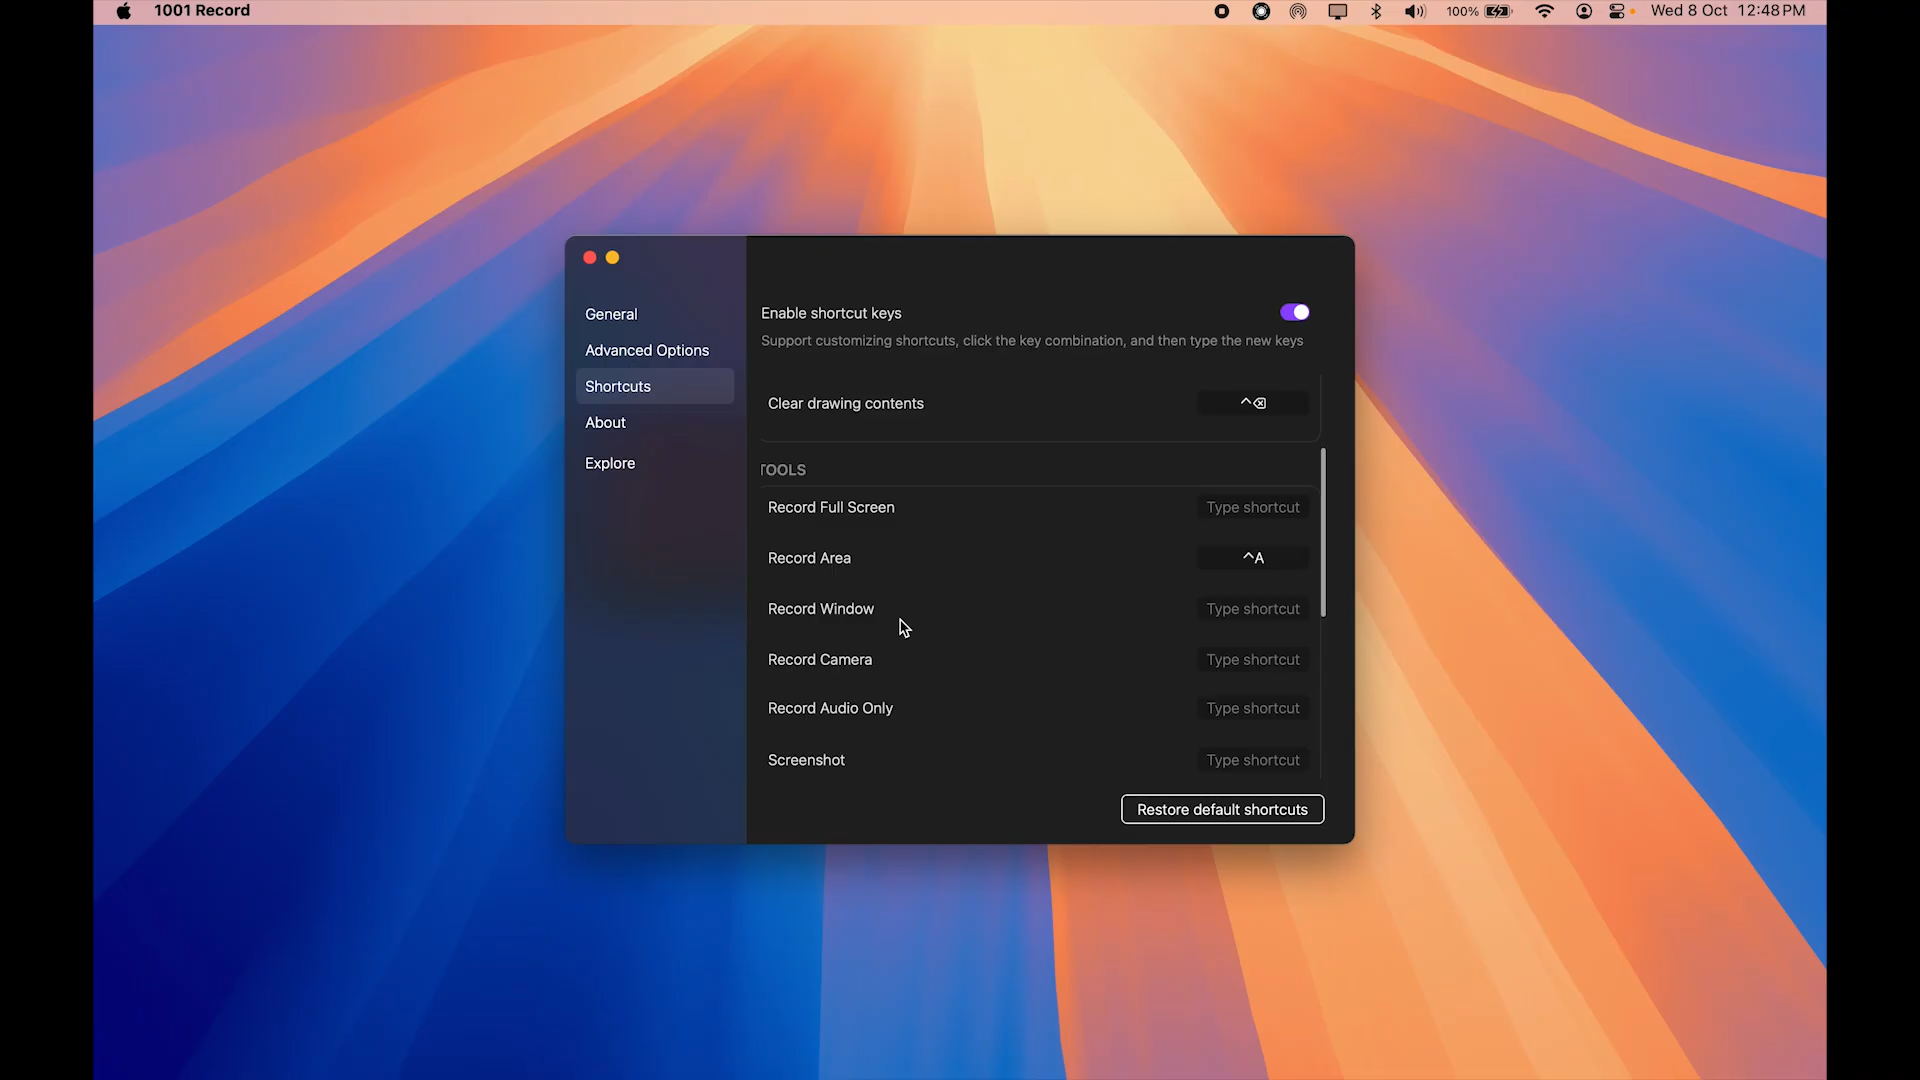 1001 Record
100%
Wed 8 Oct 12:48 PM
General
Advanced Options
Shortcuts
About
Explore
Enable shortcut keys
Support customizing shortcuts, click the key combination, and then type the new keys
Clear drawing contents ^⌫
TOOLS
Record Full Screen Type shortcut
Record Area ^A
Record Window Type shortcut
Record Camera Type shortcut
Record Audio Only Type shortcut
Screenshot Type shortcut
Restore default shortcuts